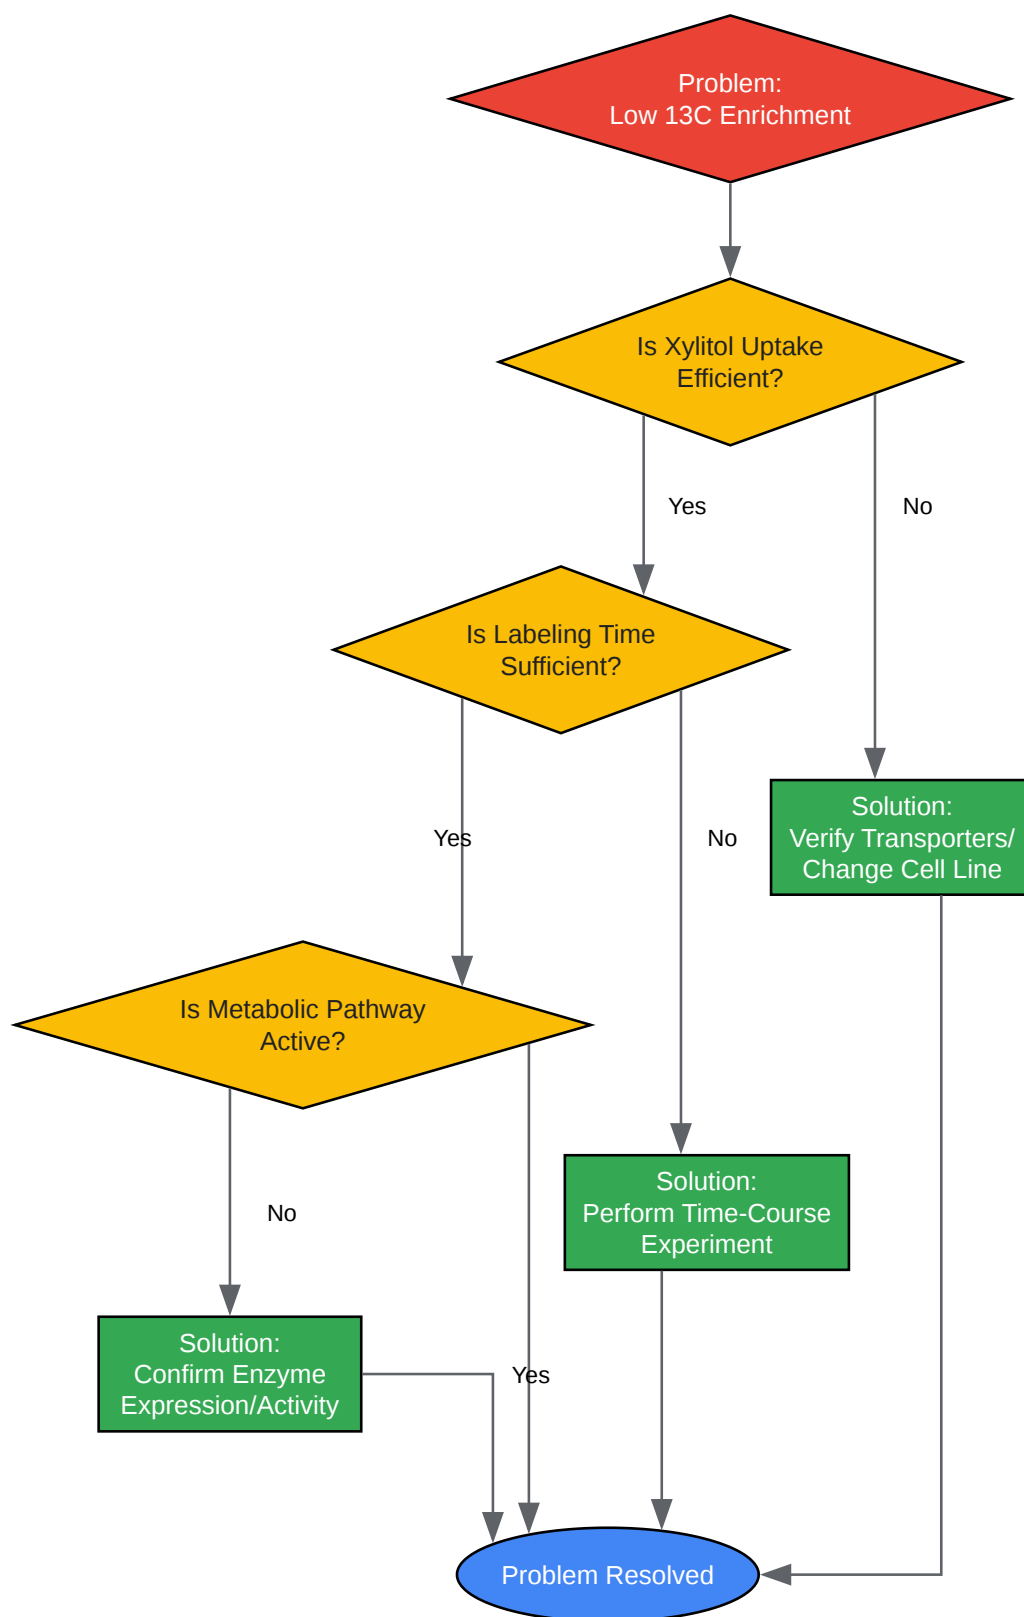 Problem:
Low 13C Enrichment
Is Xylitol Uptake
Efficient?
Yes
No
Is Labeling Time
Sufficient?
Solution:
Verify Transporters/
Change Cell Line
Yes
No
Is Metabolic Pathway
Active?
Solution:
Perform Time-Course
Experiment
No
Solution:
Confirm Enzyme
Expression/Activity
Yes
Problem Resolved